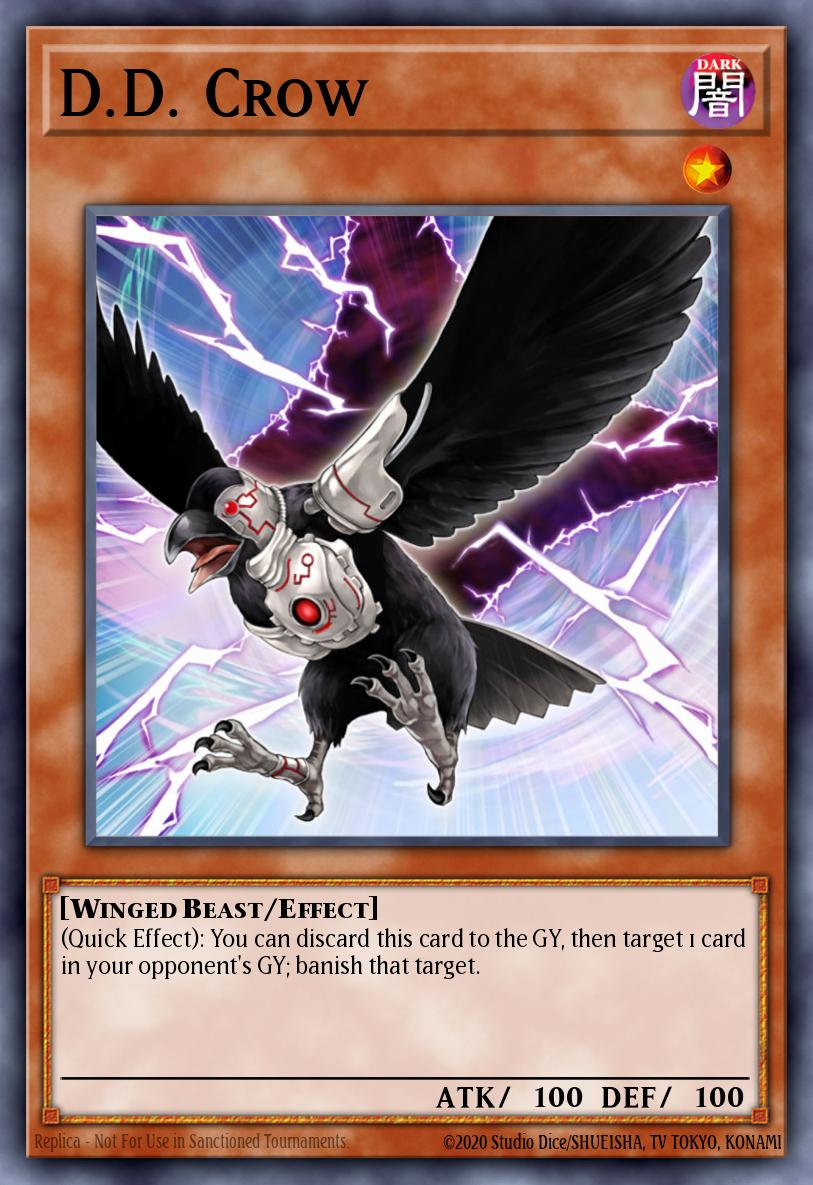 D.D. Crow
DARK
闇
[Winged Beast/Effect]
(Quick Effect): You can discard this card to the GY, then target 1 card
in your opponent's GY; banish that target.
ATK/ 100 DEF/ 100
Replica - Not For Use in Sanctioned Tournaments.
©2020 Studio Dice/SHUEISHA, TV TOKYO, KONAMI